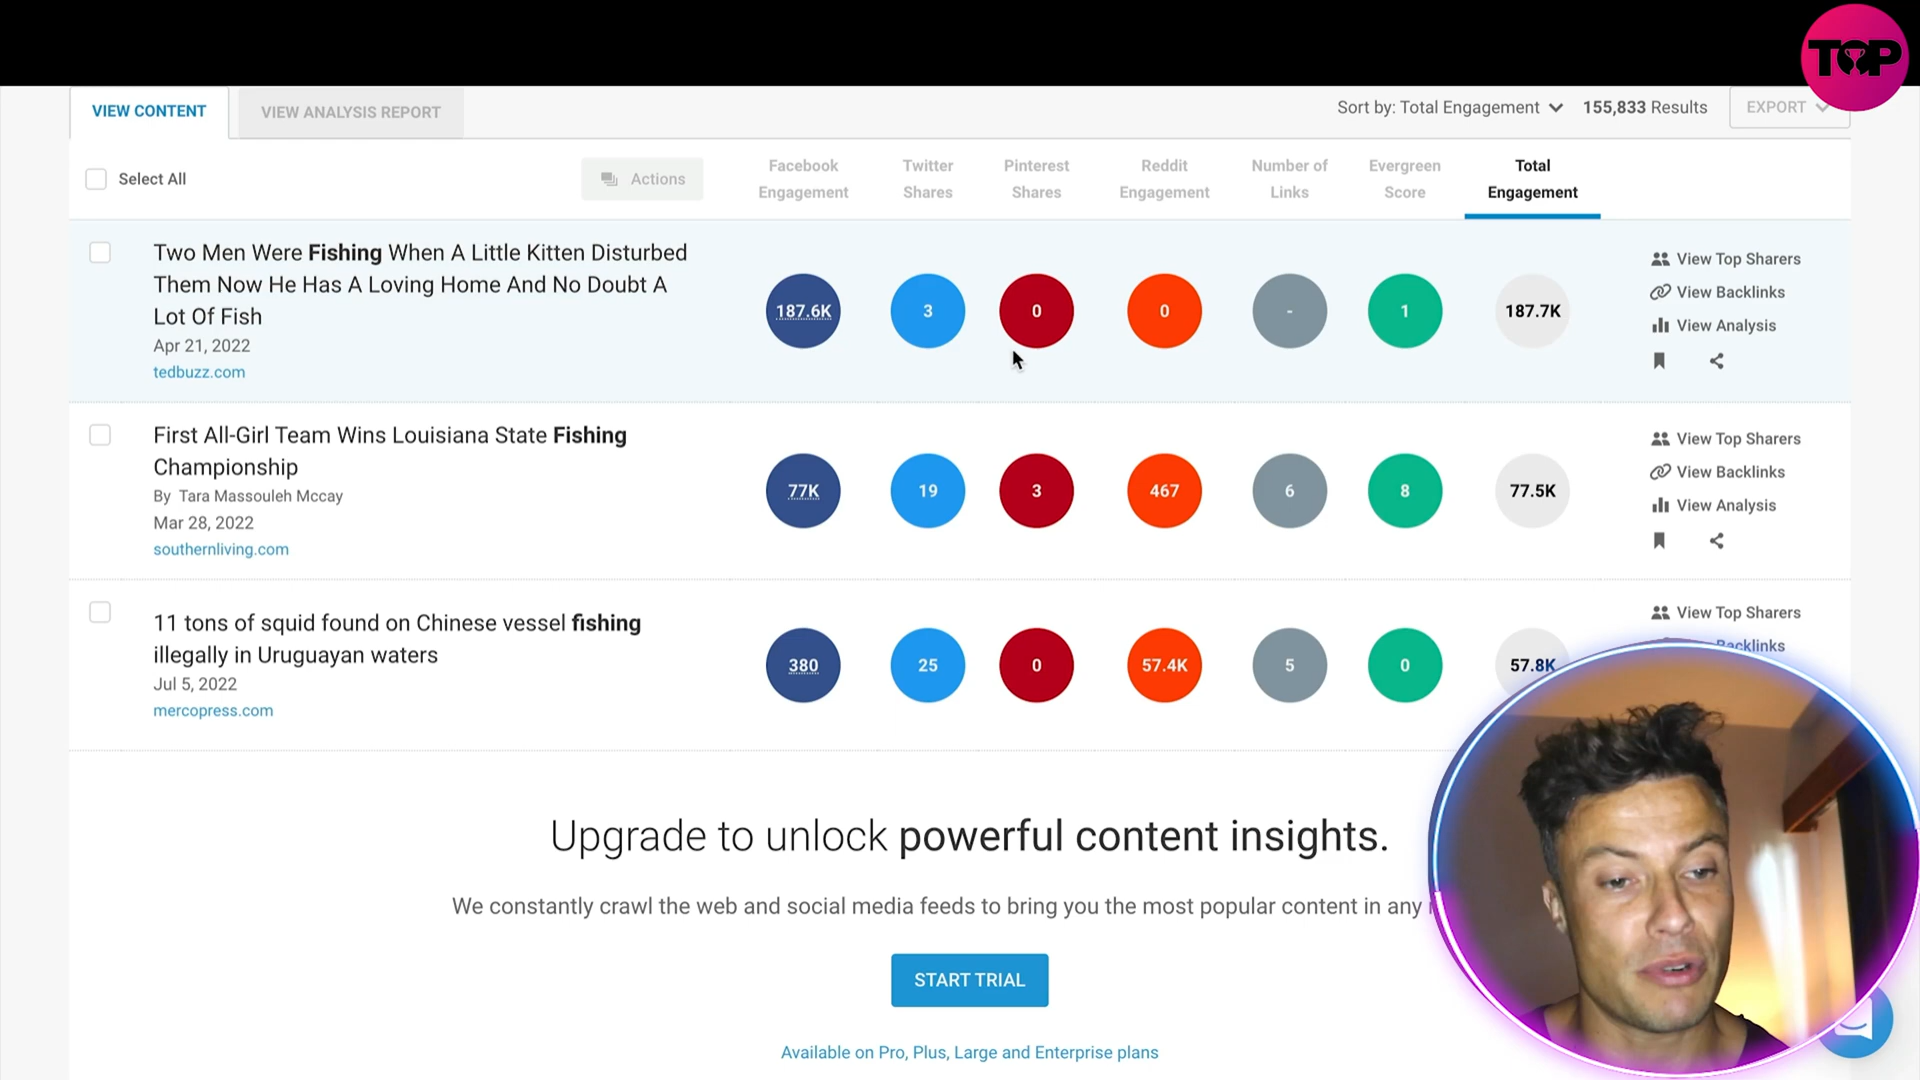 TOP
VIEW CONTENT
VIEW ANALYSIS REPORT
Sort by: Total Engagement
155,833 Results
EXPORT
Select All
Actions
Facebook
Engagement
Twitter
Shares
Pinterest
Shares
Reddit
Engagement
Number of
Links
Evergreen
Score
Total
Engagement
Two Men Were Fishing When A Little Kitten Disturbed
Them Now He Has A Loving Home And No Doubt A
Lot Of Fish
Apr 21, 2022
tedbuzz.com
187.6K
3
0
0
-
1
187.7K
View Top Sharers
View Backlinks
View Analysis
First All-Girl Team Wins Louisiana State Fishing
Championship
By Tara Massouleh Mccay
Mar 28, 2022
southernliving.com
77K
19
3
467
6
8
77.5K
View Top Sharers
View Backlinks
View Analysis
11 tons of squid found on Chinese vessel fishing
illegally in Uruguayan waters
Jul 5, 2022
mercopress.com
380
25
0
57.4K
5
0
57.8K
View Top Sharers
Backlinks
Upgrade to unlock powerful content insights.
We constantly crawl the web and social media feeds to bring you the most popular content in any
START TRIAL
Available on Pro, Plus, Large and Enterprise plans